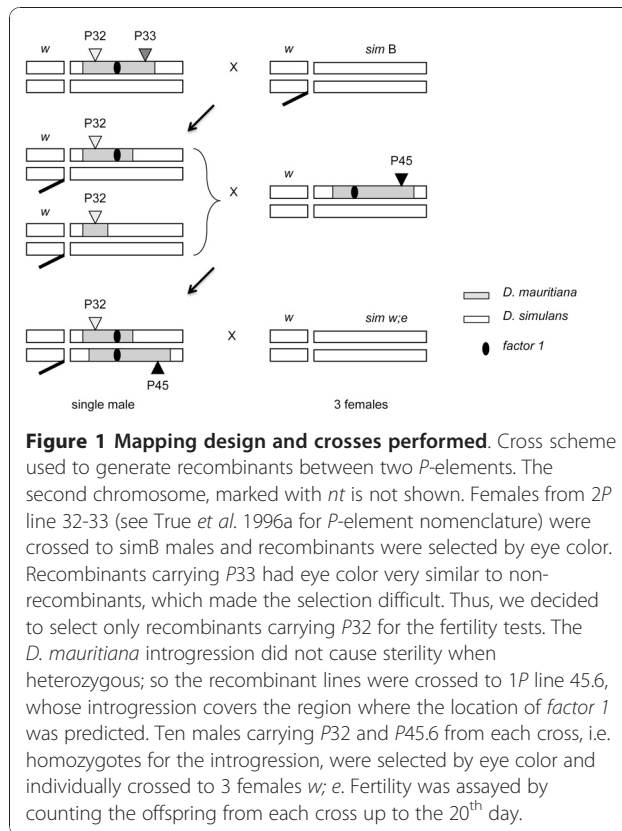 P32 P33
w w sim B
X
P32
w
P45
w
X
P32
w
P32
w w sim w;e
X
P45
single male 3 females
D. mauritiana
D. simulans
factor 1
Figure 1 Mapping design and crosses performed. Cross scheme
used to generate recombinants between two P-elements. The
second chromosome, marked with nt is not shown. Females from 2P
line 32-33 (see True et al. 1996a for P-element nomenclature) were
crossed to simB males and recombinants were selected by eye color.
Recombinants carrying P33 had eye color very similar to non-
recombinants, which made the selection difficult. Thus, we decided
to select only recombinants carrying P32 for the fertility tests. The
D. mauritiana introgression did not cause sterility when
heterozygous; so the recombinant lines were crossed to 1P line 45.6,
whose introgression covers the region where the location of factor 1
was predicted. Ten males carrying P32 and P45.6 from each cross, i.e.
homozygotes for the introgression, were selected by eye color and
individually crossed to 3 females w; e. Fertility was assayed by
counting the offspring from each cross up to the 20th day.